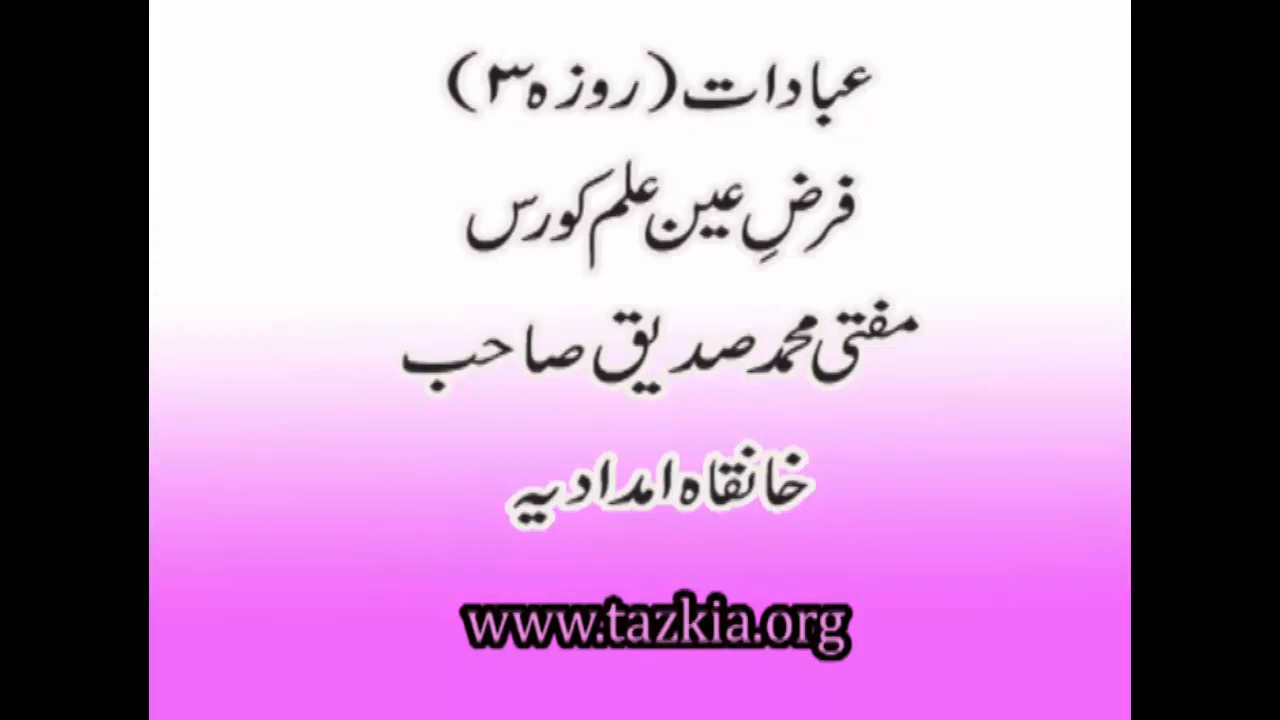 عبادات (روزہ ۳)
فرضِ عین علم کورس
مفتی محمد صدیق صاحب
خانقاہ امدادیہ
www.tazkia.org